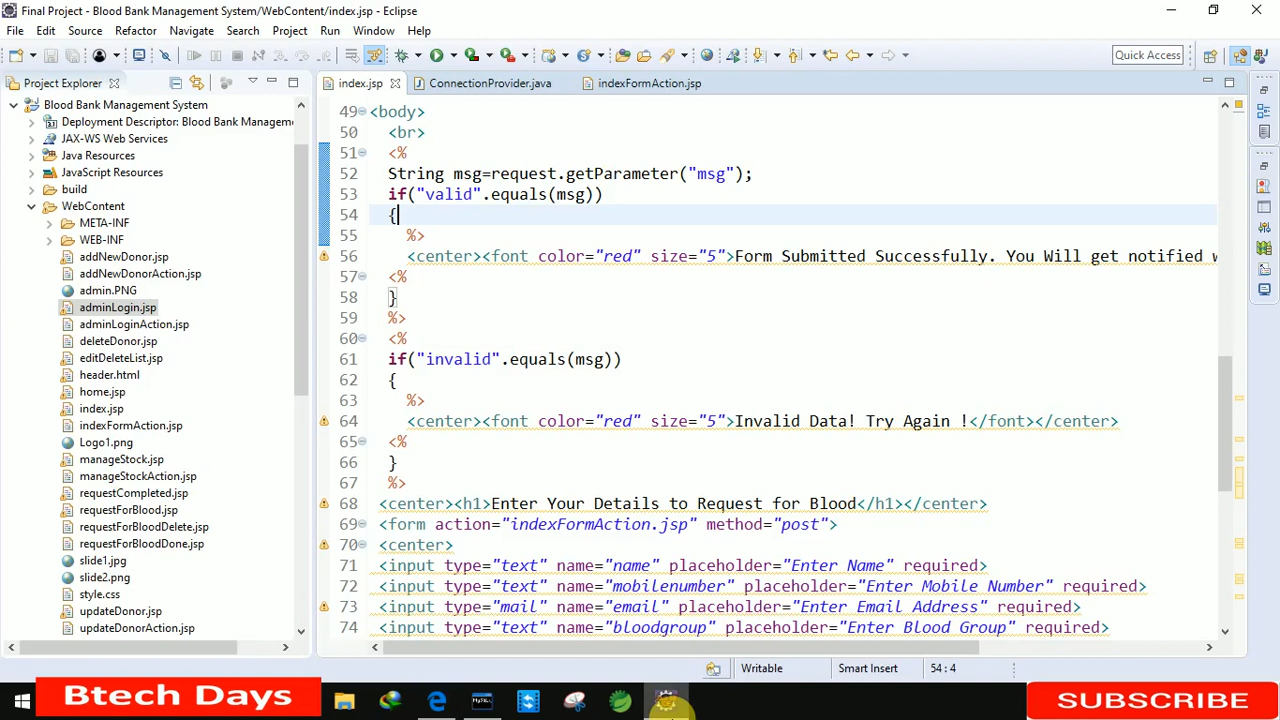 Final Project - Blood Bank Management System/WebContent/index.jsp - Eclipse
File Edit Source Refactor Navigate Search Project Run Window Help
Quick Access
Project Explorer
index.jsp
ConnectionProvider.java
indexFormAction.jsp
Blood Bank Management System
Deployment Descriptor: Blood Bank Manageme
JAX-WS Web Services
Java Resources
JavaScript Resources
build
WebContent
META-INF
WEB-INF
addNewDonor.jsp
addNewDonorAction.jsp
admin.PNG
adminLogin.jsp
adminLoginAction.jsp
deleteDonor.jsp
editDeleteList.jsp
header.html
home.jsp
index.jsp
indexFormAction.jsp
Logo1.png
manageStock.jsp
manageStockAction.jsp
requestCompleted.jsp
requestForBlood.jsp
requestForBloodDelete.jsp
requestForBloodDone.jsp
slide1.jpg
slide2.png
style.css
updateDonor.jsp
updateDonorAction.jsp
49 <body>
50 <br>
51 <%
52 String msg=request.getParameter("msg");
53 if("valid".equals(msg))
54 {
55 %>
56 <center><font color="red" size="5">Form Submitted Successfully. You Will get notified w
57 <%
58 }
59 %>
60 <%
61 if("invalid".equals(msg))
62 {
63 %>
64 <center><font color="red" size="5">Invalid Data! Try Again !</font></center>
65 <%
66 }
67 %>
68 <center><h1>Enter Your Details to Request for Blood</h1></center>
69 <form action="indexFormAction.jsp" method="post">
70 <center>
71 <input type="text" name="name" placeholder="Enter Name" required>
72 <input type="text" name="mobilenumber" placeholder="Enter Mobile Number" required>
73 <input type="mail" name="email" placeholder="Enter Email Address" required>
74 <input type="text" name="bloodgroup" placeholder="Enter Blood Group" required>
Writable
Smart Insert
54 : 4
Btech Days
SUBSCRIBE